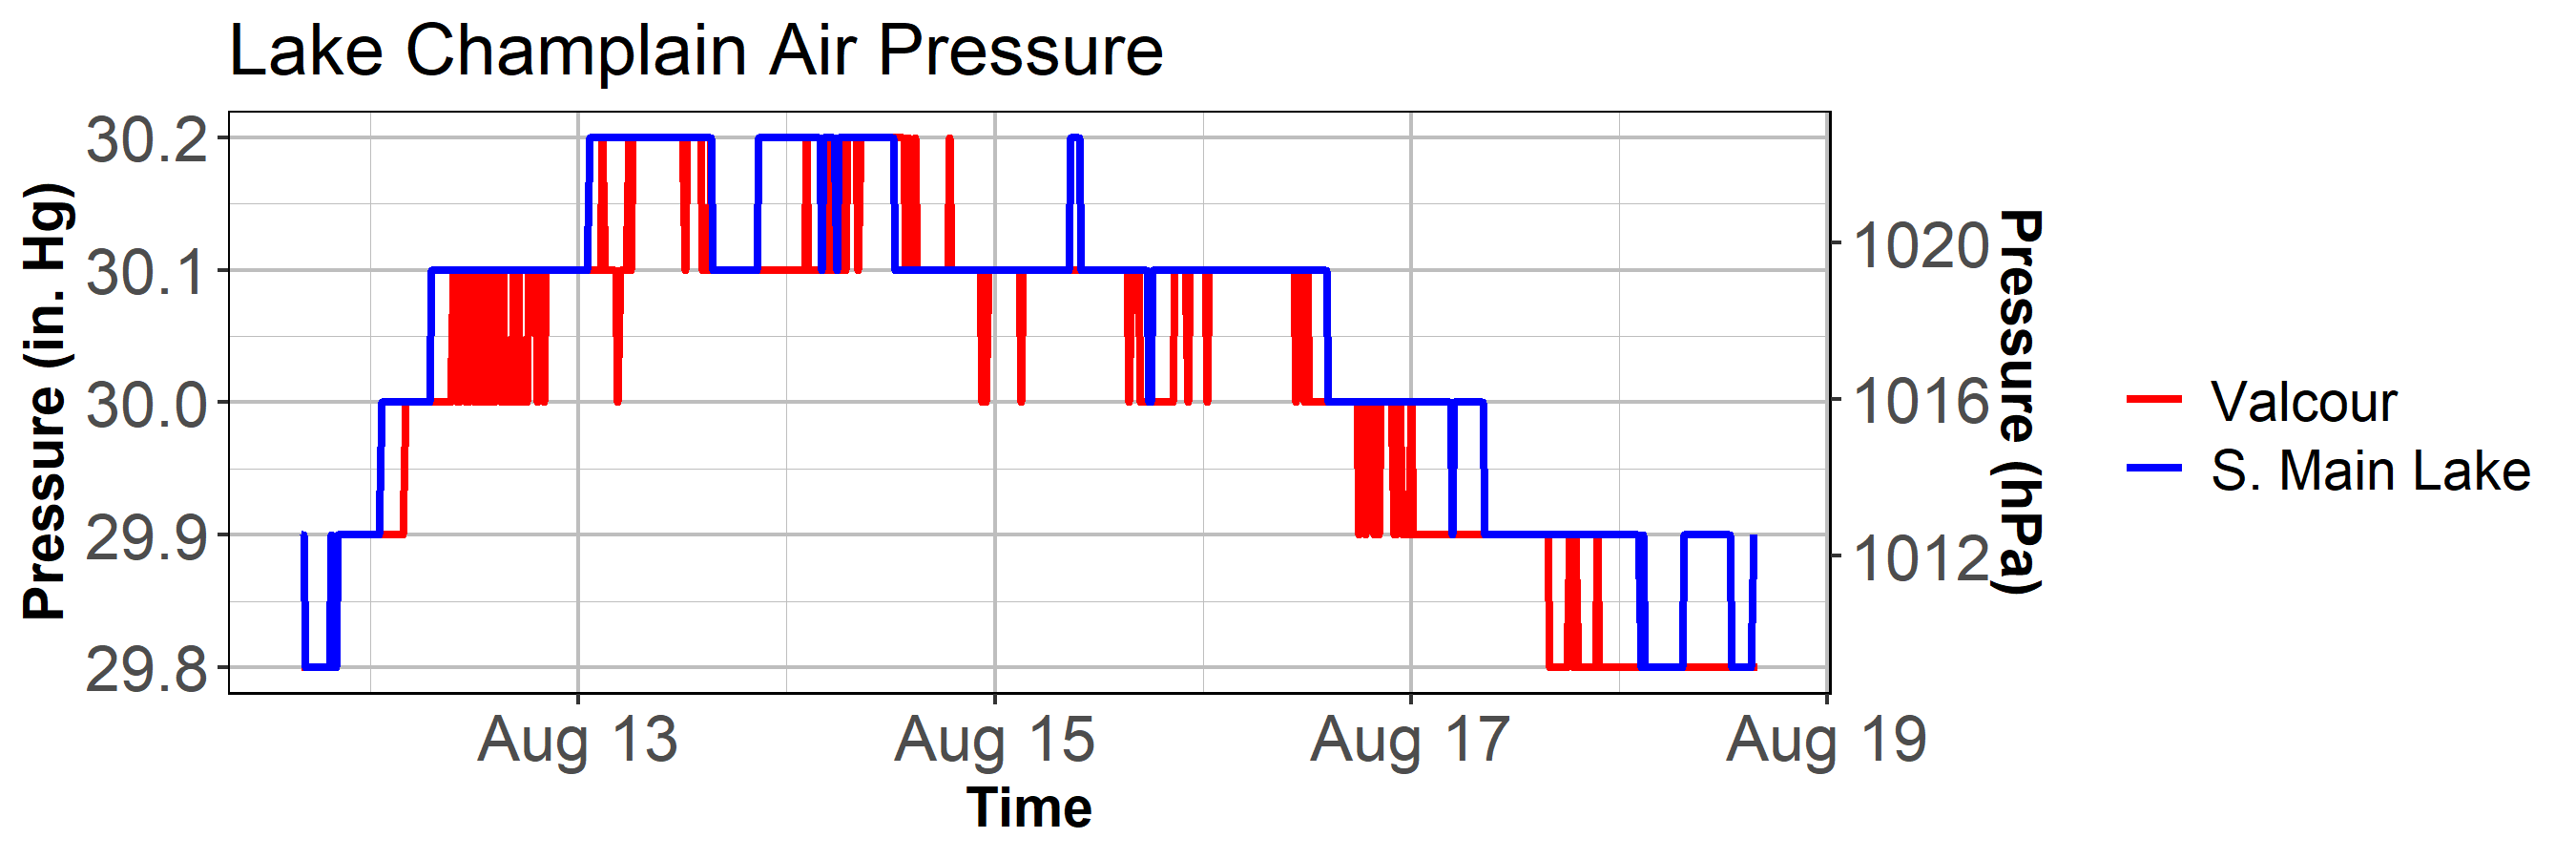 Lake Champlain Air Pressure
30.2
30.1
30.0
29.9
29.8
Pressure (in. Hg)
1020
1016
1012
Pressure (hPa)
Aug 13
Aug 15
Aug 17
Aug 19
Time
Valcour
S. Main Lake